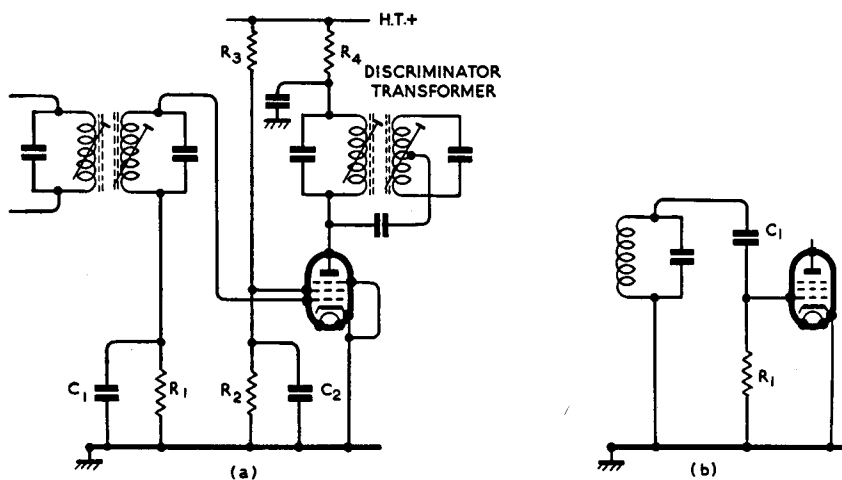 H.T.+
R3
R4
DISCRIMINATOR
TRANSFORMER
C1
R1
R2
C2
(a)
C1
R1
(b)